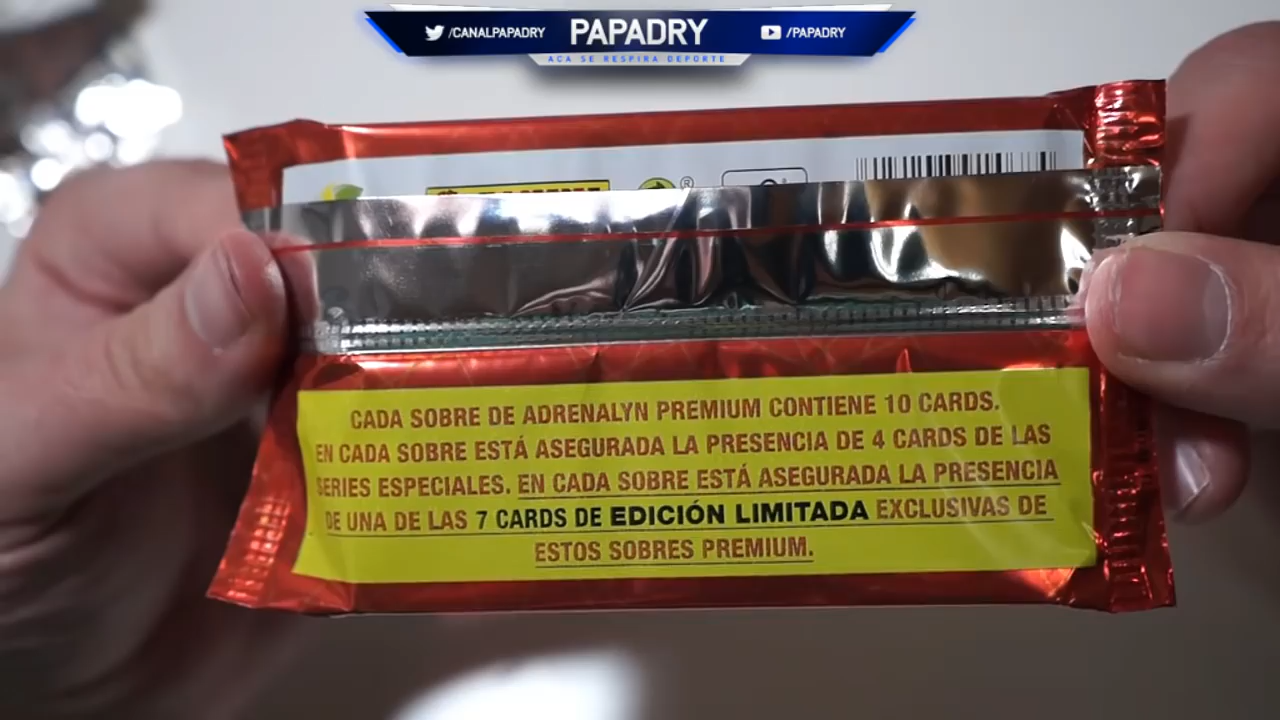 /CANALPAPADRY
PAPADRY
/PAPADRY
ACA SE RESPIRA DEPORTE
®
CADA SOBRE DE ADRENALYN PREMIUM CONTIENE 10 CARDS.
EN CADA SOBRE ESTÁ ASEGURADA LA PRESENCIA DE 4 CARDS DE LAS
SERIES ESPECIALES. EN CADA SOBRE ESTÁ ASEGURADA LA PRESENCIA
DE UNA DE LAS 7 CARDS DE EDICIÓN LIMITADA EXCLUSIVAS DE
ESTOS SOBRES PREMIUM.